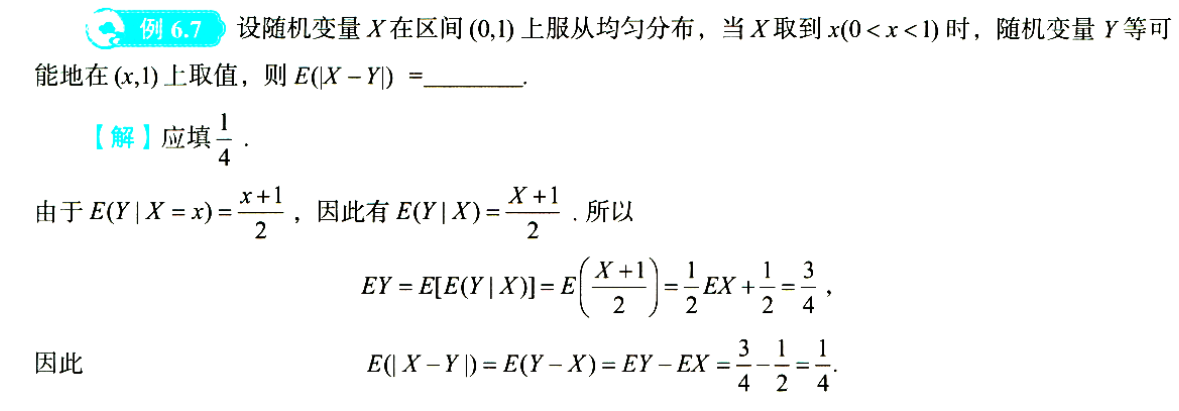 例 6.7 设随机变量 X 在区间 (0,1) 上服从均匀分布，当 X 取到 x(0 < x < 1) 时，随机变量 Y 等可
能地在 (x,1) 上取值，则 E(|X − Y|) = ________.
【解】应填 1/4 .
由于 E(Y | X = x) = (x+1)/2 ，因此有 E(Y | X) = (X+1)/2 . 所以
EY = E[E(Y | X)] = E((X+1)/2) = 1/2 EX + 1/2 = 3/4 ,
因此 E(| X − Y |) = E(Y − X) = EY − EX = 3/4 − 1/2 = 1/4.